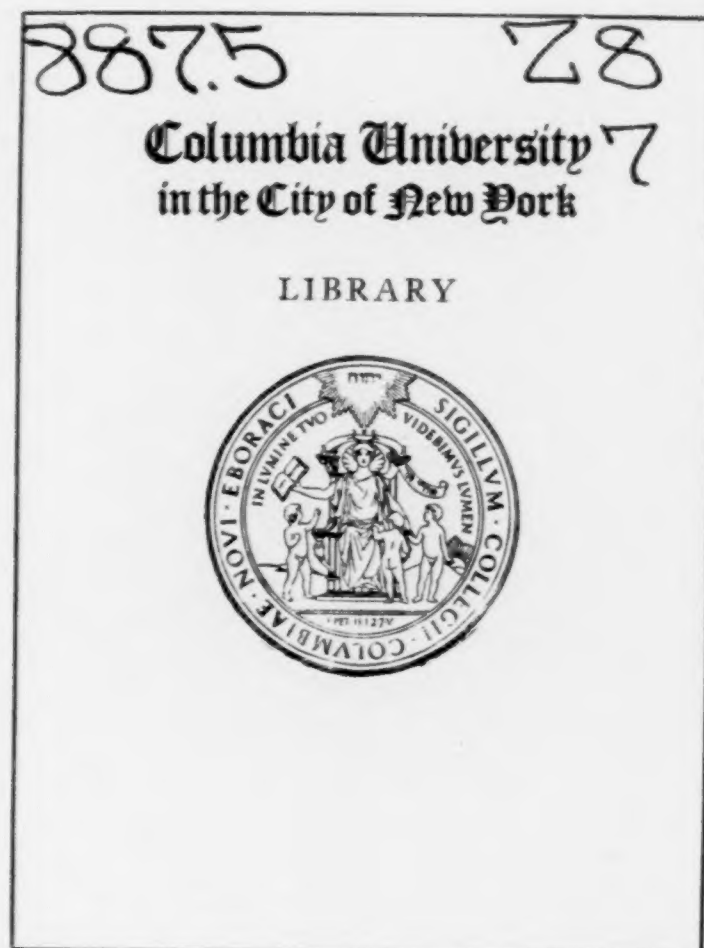 887.5 Z8
7
Columbia University
in the City of New York
LIBRARY
SIGILLVM · COLLEGII · COLVMBIAE · NOVI · EBORACI
IN LVMINE TVO VIDEBIMVS LVMEN